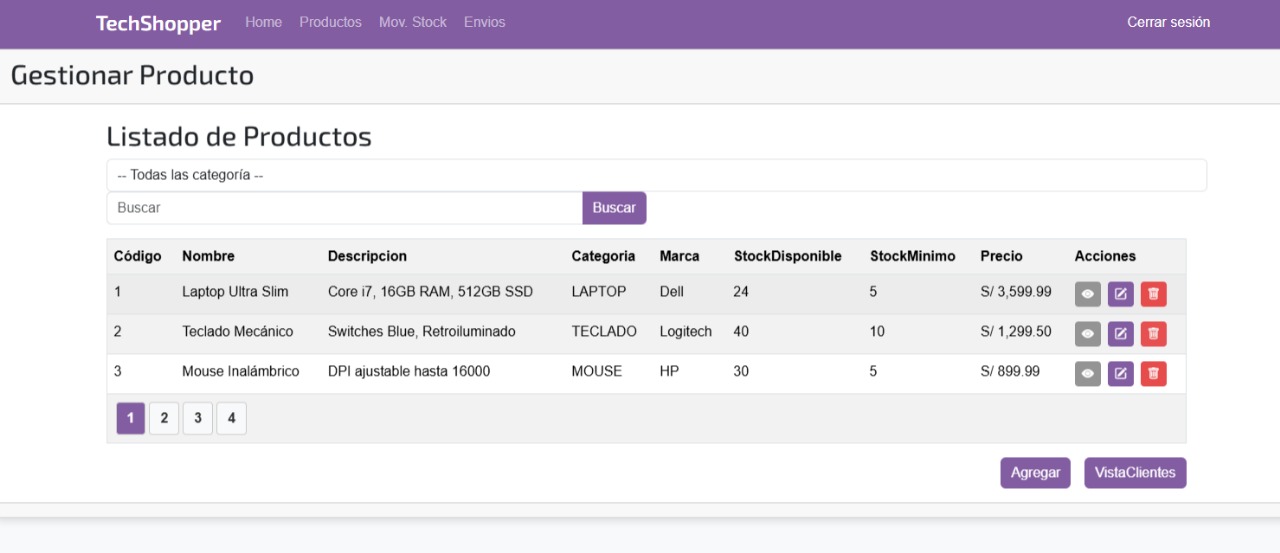 TechShopper Home Productos Mov. Stock Envios Cerrar sesión
Gestionar Producto
Listado de Productos
-- Todas las categoría --
Buscar Buscar
Código Nombre Descripcion Categoria Marca StockDisponible StockMinimo Precio Acciones
1 Laptop Ultra Slim Core i7, 16GB RAM, 512GB SSD LAPTOP Dell 24 5 S/ 3,599.99
2 Teclado Mecánico Switches Blue, Retroiluminado TECLADO Logitech 40 10 S/ 1,299.50
3 Mouse Inalámbrico DPI ajustable hasta 16000 MOUSE HP 30 5 S/ 899.99
1 2 3 4
Agregar VistaClientes